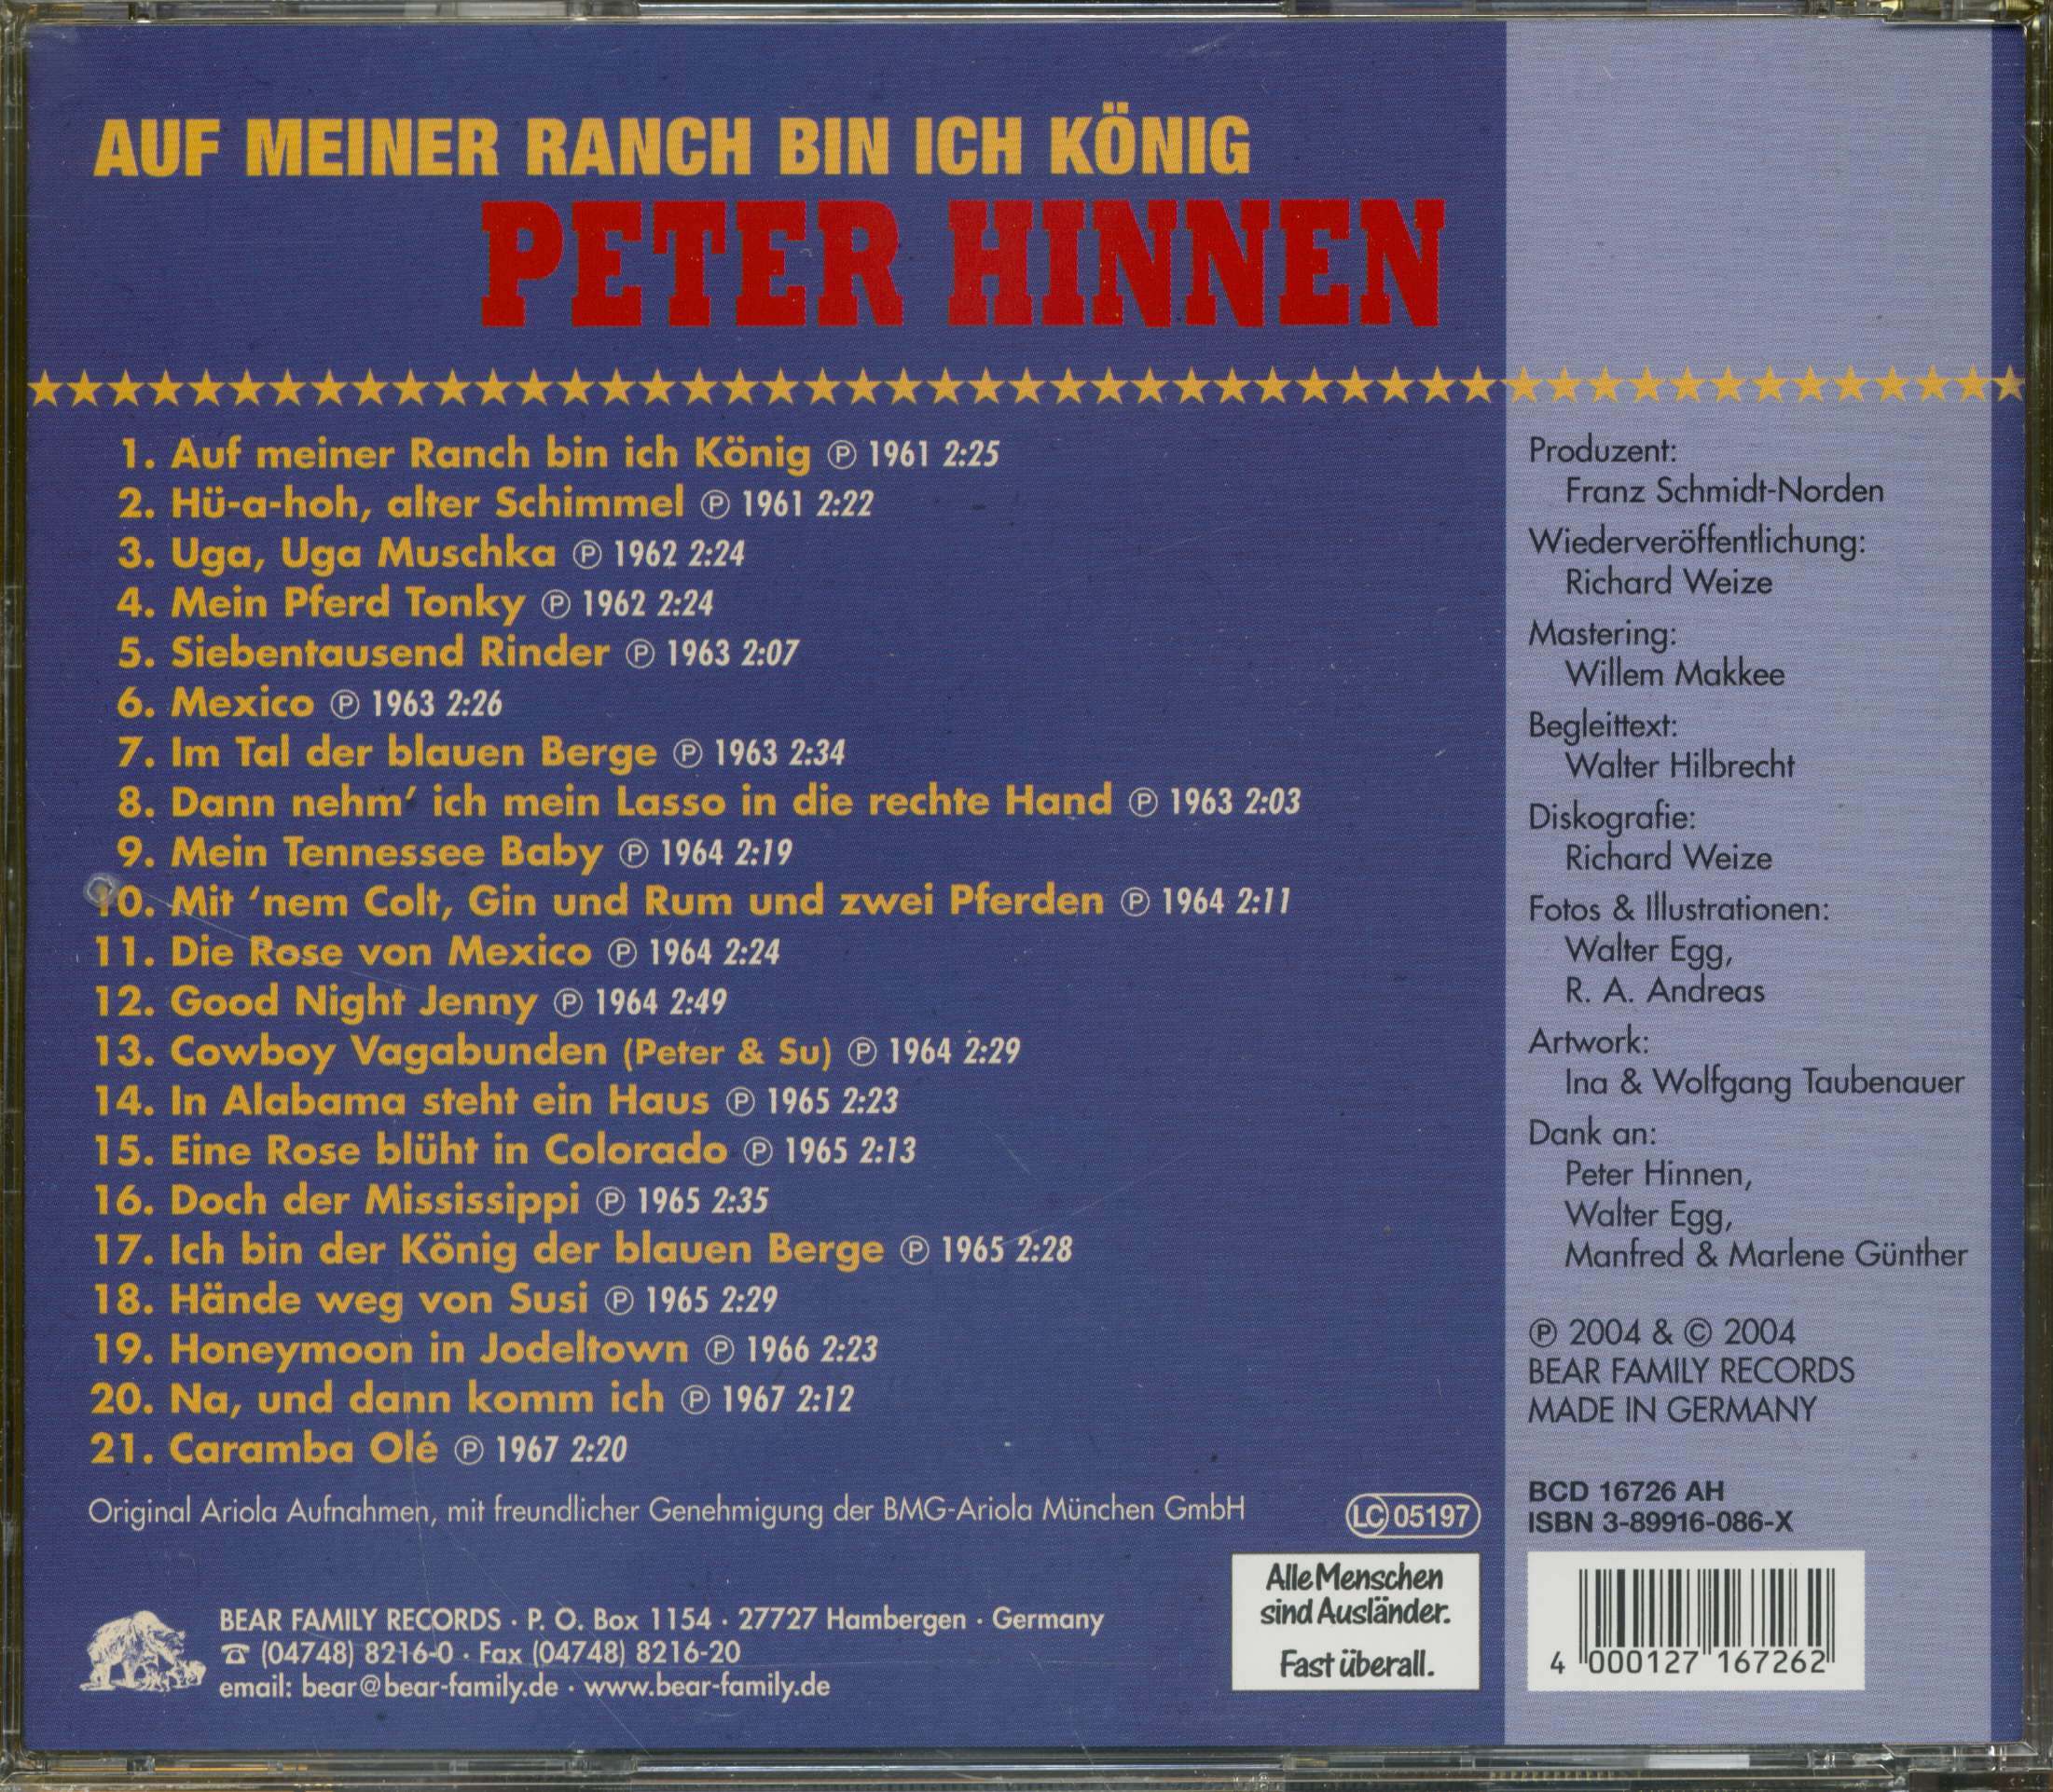 AUF MEINER RANCH BIN ICH KÖNIG
PETER HINNEN
1. Auf meiner Ranch bin ich König ℗ 1961 2:25
2. Hü-a-hoh, alter Schimmel ℗ 1961 2:22
3. Uga, Uga Muschka ℗ 1962 2:24
4. Mein Pferd Tonky ℗ 1962 2:24
5. Siebentausend Rinder ℗ 1963 2:07
6. Mexico ℗ 1963 2:26
7. Im Tal der blauen Berge ℗ 1963 2:34
8. Dann nehm’ ich mein Lasso in die rechte Hand ℗ 1963 2:03
9. Mein Tennessee Baby ℗ 1964 2:19
10. Mit ‘nem Colt, Gin und Rum und zwei Pferden ℗ 1964 2:11
11. Die Rose von Mexico ℗ 1964 2:24
12. Good Night Jenny ℗ 1964 2:49
13. Cowboy Vagabunden (Peter & Su) ℗ 1964 2:29
14. In Alabama steht ein Haus ℗ 1965 2:23
15. Eine Rose blüht in Colorado ℗ 1965 2:13
16. Doch der Mississippi ℗ 1965 2:35
17. Ich bin der König der blauen Berge ℗ 1965 2:28
18. Hände weg von Susi ℗ 1965 2:29
19. Honeymoon in Jodeltown ℗ 1966 2:23
20. Na, und dann komm ich ℗ 1967 2:12
21. Caramba Olé ℗ 1967 2:20
Original Ariola Aufnahmen, mit freundlicher Genehmigung der BMG-Ariola München GmbH
LC 05197
BEAR FAMILY RECORDS · P. O. Box 1154 · 27727 Hambergen · Germany
☎ (04748) 8216-0 · Fax (04748) 8216-20
email: bear@bear-family.de · www.bear-family.de
Alle Menschen
sind Ausländer.
Fast überall.
Produzent:
Franz Schmidt-Norden
Wiederveröffentlichung:
Richard Weize
Mastering:
Willem Makkee
Begleittext:
Walter Hilbrecht
Diskografie:
Richard Weize
Fotos & Illustrationen:
Walter Egg,
R. A. Andreas
Artwork:
Ina & Wolfgang Taubenauer
Dank an:
Peter Hinnen,
Walter Egg,
Manfred & Marlene Günther
℗ 2004 & © 2004
BEAR FAMILY RECORDS
MADE IN GERMANY
BCD 16726 AH
ISBN 3-89916-086-X
4 000127 167262